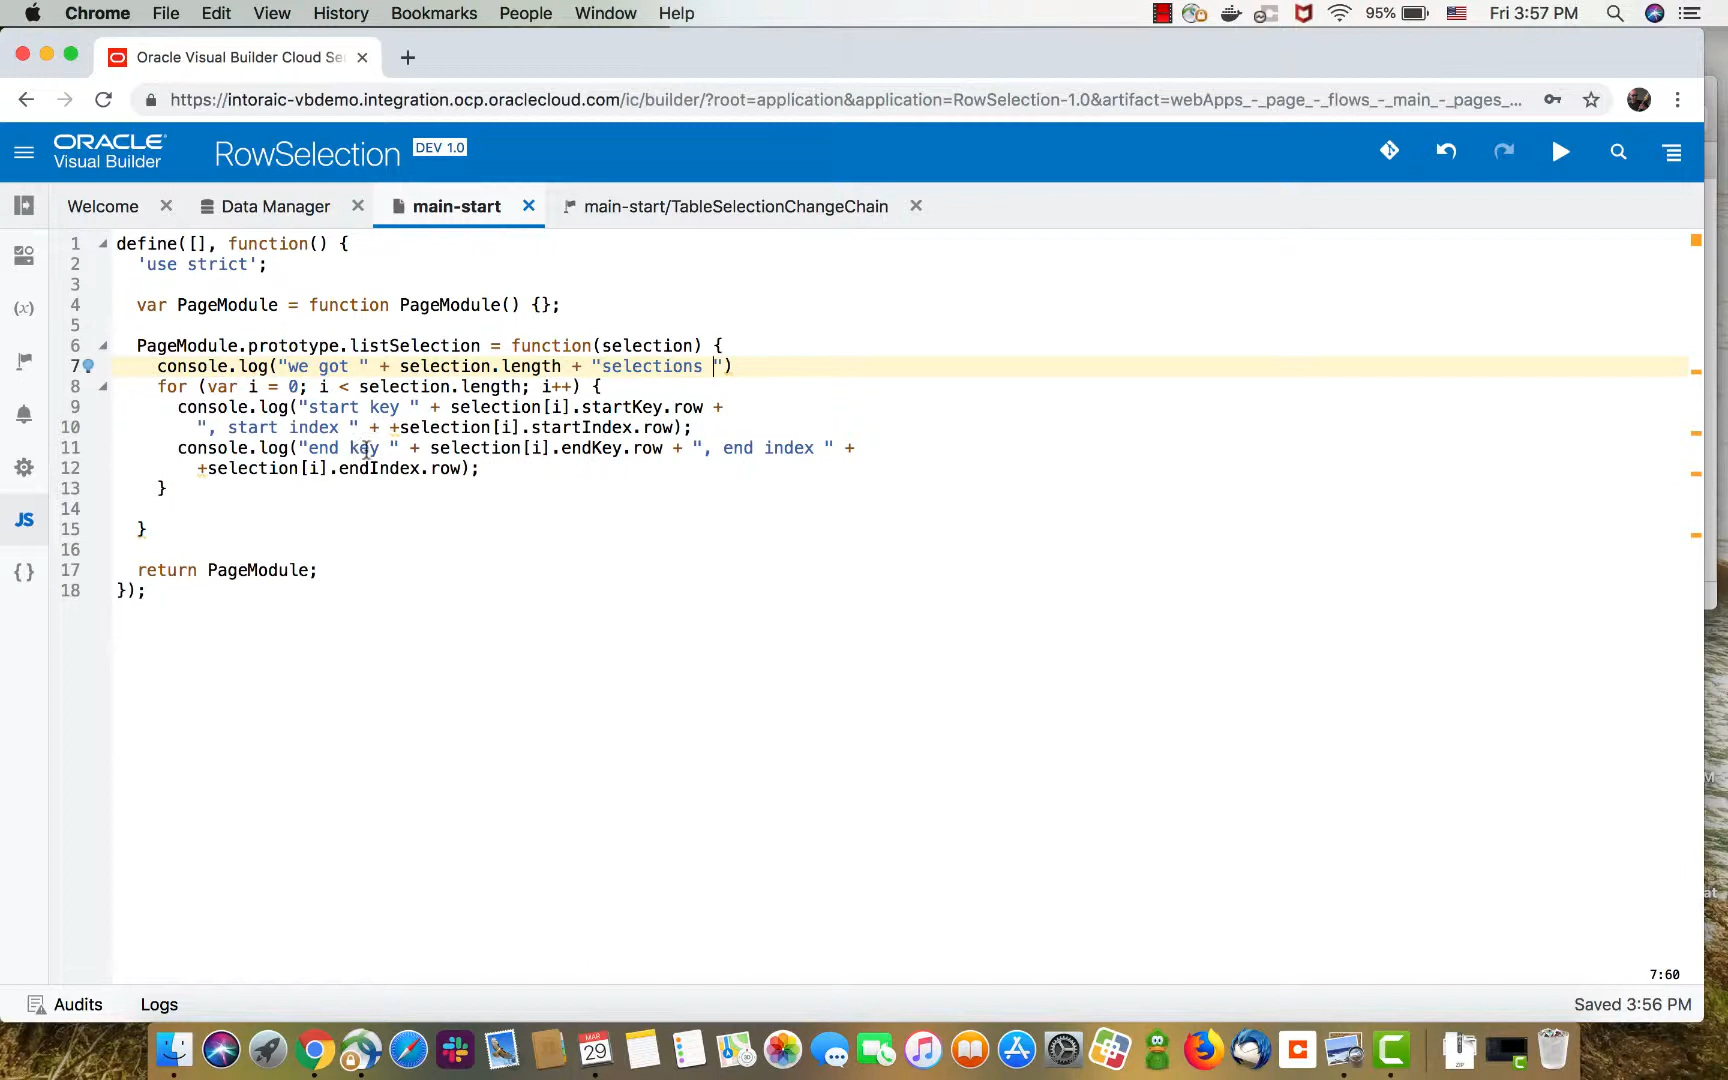 Chrome File Edit View History Bookmarks People Window Help 95% Fri 3:57 PM
Oracle Visual Builder Cloud Se
https://intoraic-vbdemo.integration.ocp.oraclecloud.com/ic/builder/?root=application&application=RowSelection-1.0&artifact=webApps_-_page_-_flows_-_main_-_pages_...
ORACLE
Visual Builder
RowSelection DEV 1.0
Welcome Data Manager main-start main-start/TableSelectionChangeChain
1 define([], function() {
2 'use strict';
3
4 var PageModule = function PageModule() {};
5
6 PageModule.prototype.listSelection = function(selection) {
7 console.log("we got " + selection.length + "selections ")
8 for (var i = 0; i < selection.length; i++) {
9 console.log("start key " + selection[i].startKey.row +
10 ", start index " + +selection[i].startIndex.row);
11 console.log("end key " + selection[i].endKey.row + ", end index " +
12 +selection[i].endIndex.row);
13 }
14
15 }
16
17 return PageModule;
18 });
(x)
JS
{ }
7:60
Audits Logs Saved 3:56 PM
MAR
29
ZIP